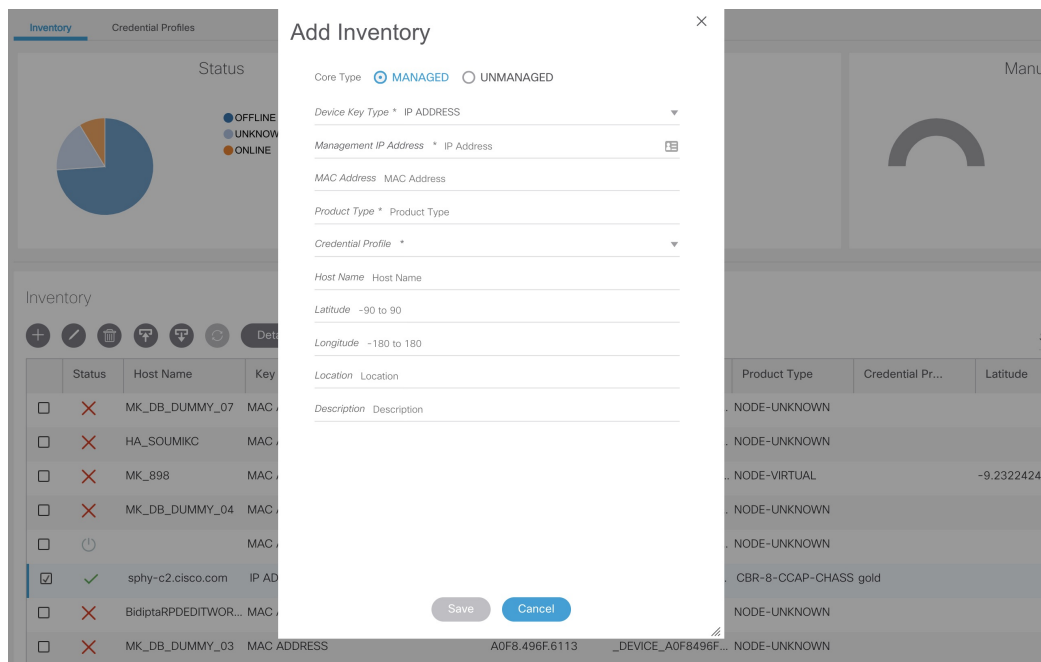 Inventory Credential Profiles
Add Inventory
Status
OFFLINE
UNKNOW
ONLINE
Manu
Core Type MANAGED UNMANAGED
Device Key Type * IP ADDRESS
Management IP Address * IP Address
MAC Address MAC Address
Product Type * Product Type
Credential Profile *
Host Name Host Name
Latitude -90 to 90
Longitude -180 to 180
Location Location
Description Description
Save Cancel
Inventory
Deta
Status Host Name Key Product Type Credential Pr... Latitude
MK_DB_DUMMY_07 MAC A . NODE-UNKNOWN
HA_SOUMIKC MAC . NODE-UNKNOWN
MK_898 MAC .. NODE-VIRTUAL -9.2322424
MK_DB_DUMMY_04 MAC . NODE-UNKNOWN
MAC . NODE-UNKNOWN
sphy-c2.cisco.com IP AD . CBR-8-CCAP-CHASS gold
BidiptaRPDEDITWOR... MAC NODE-UNKNOWN
MK_DB_DUMMY_03 MAC ADDRESS A0F8.496F.6113 _DEVICE_A0F8496F... NODE-UNKNOWN